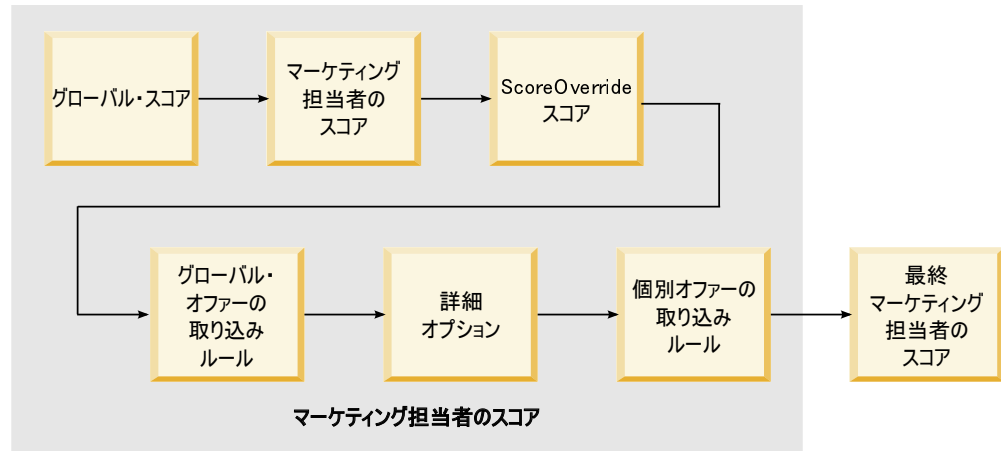 グローバル・スコア
マーケティング
担当者の
スコア
ScoreOverride
スコア
グローバル・
オファーの
取り込み
ルール
詳細
オプション
個別オファーの
取り込み
ルール
最終
マーケティング
担当者の
スコア
マーケティング担当者のスコア